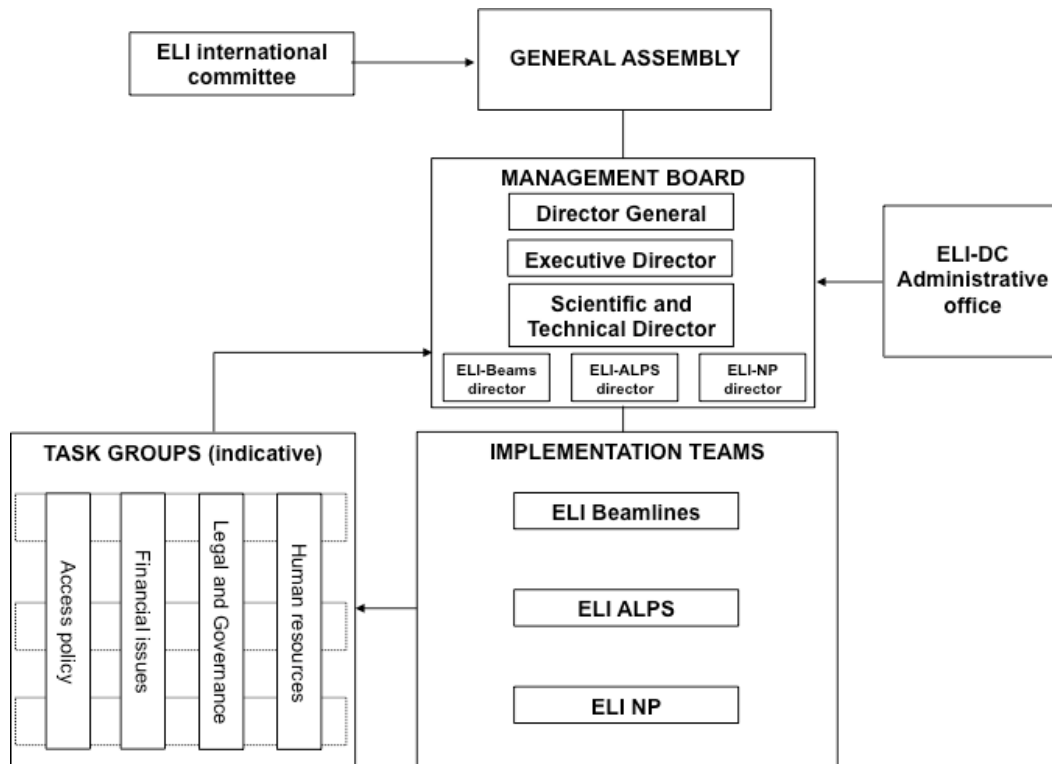 ELI international
committee
GENERAL ASSEMBLY
MANAGEMENT BOARD
Director General
Executive Director
Scientific and
Technical Director
ELI-Beams
director
ELI-ALPS
director
ELI-NP
director
ELI-DC
Administrative
office
TASK GROUPS (indicative)
Access policy
Financial issues
Legal and Governance
Human resources
IMPLEMENTATION TEAMS
ELI Beamlines
ELI ALPS
ELI NP